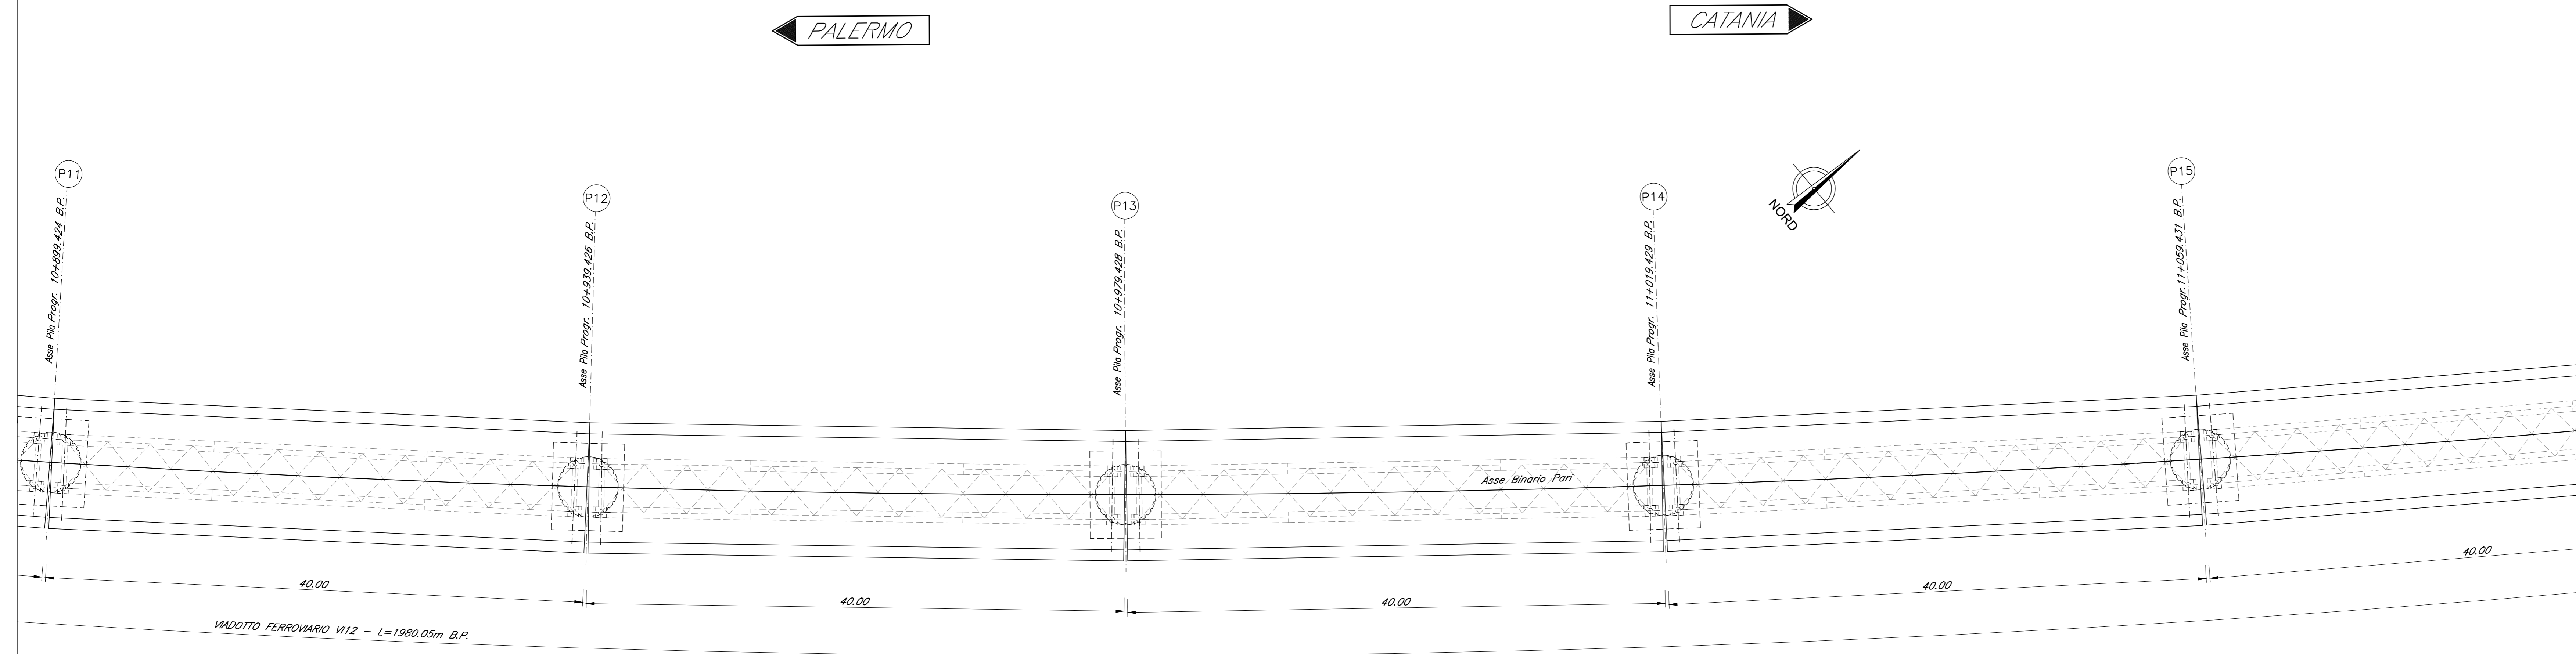 PALERMO
CATANIA
P11
P12
P13
P14
P15
NORD
Asse Pila Progr. 10+899.424 B.P.
Asse Pila Progr. 10+939.426 B.P.
Asse Pila Progr. 10+979.428 B.P.
Asse Pila Progr. 11+019.429 B.P.
Asse Pila Progr. 11+059.431 B.P.
Asse Binario Pari
40.00
40.00
40.00
40.00
40.00
VIADOTTO FERROVIARIO VI12 - L=1980.05m B.P.